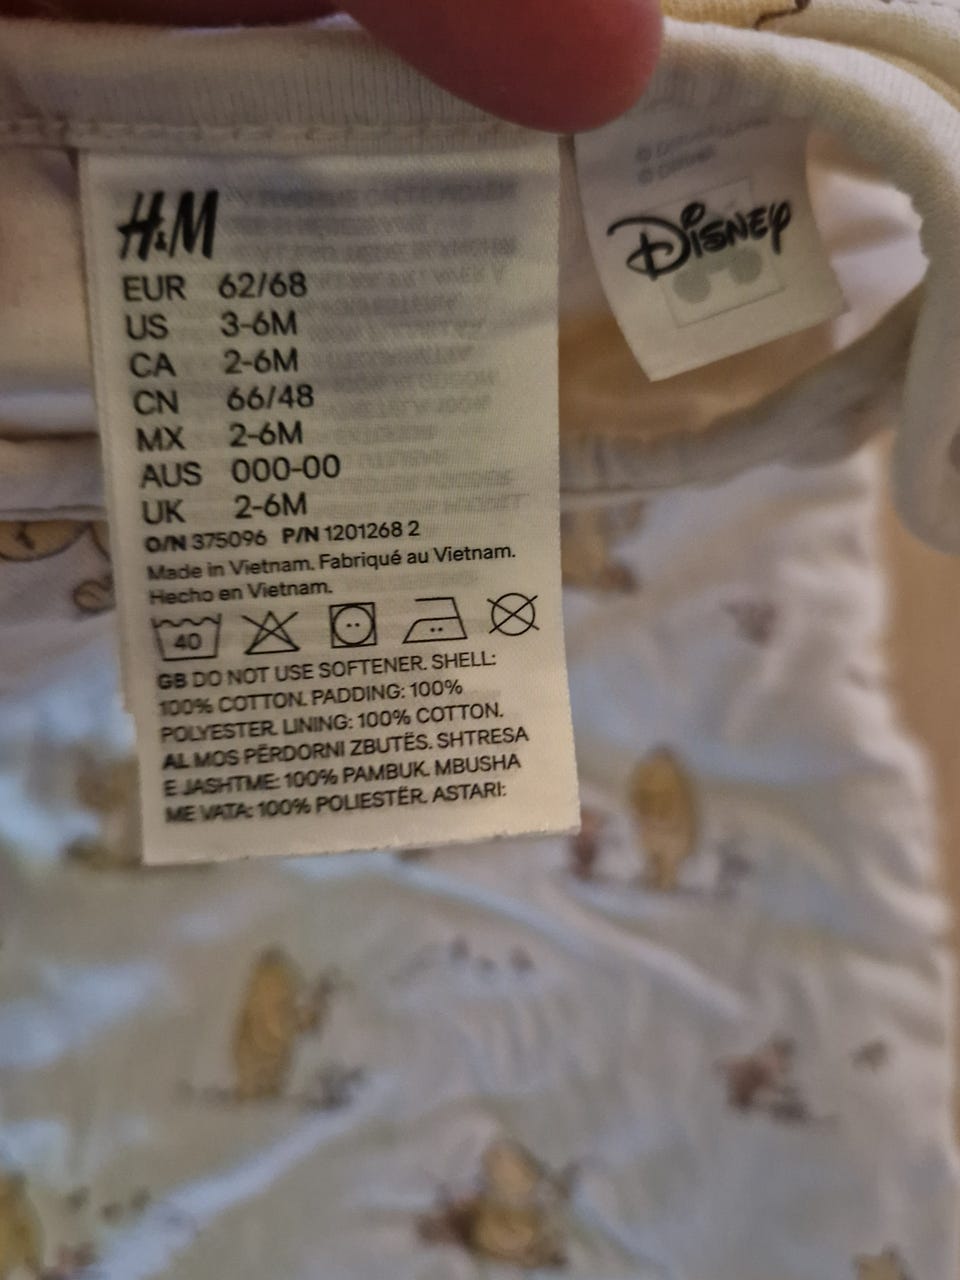 H&M
EUR 62/68
US 3-6M
CA 2-6M
CN 66/48
MX 2-6M
AUS 000-00
UK 2-6M
O/N 375096 P/N 1201268 2
Made in Vietnam. Fabriqué au Vietnam.
Hecho en Vietnam.
40
GB DO NOT USE SOFTENER. SHELL:
100% COTTON. PADDING: 100%
POLYESTER. LINING: 100% COTTON.
AL MOS PËRDORNI ZBUTËS. SHTRESA
E JASHTME: 100% PAMBUK. MBUSHA
ME VATA: 100% POLIESTËR. ASTARI:
Disney